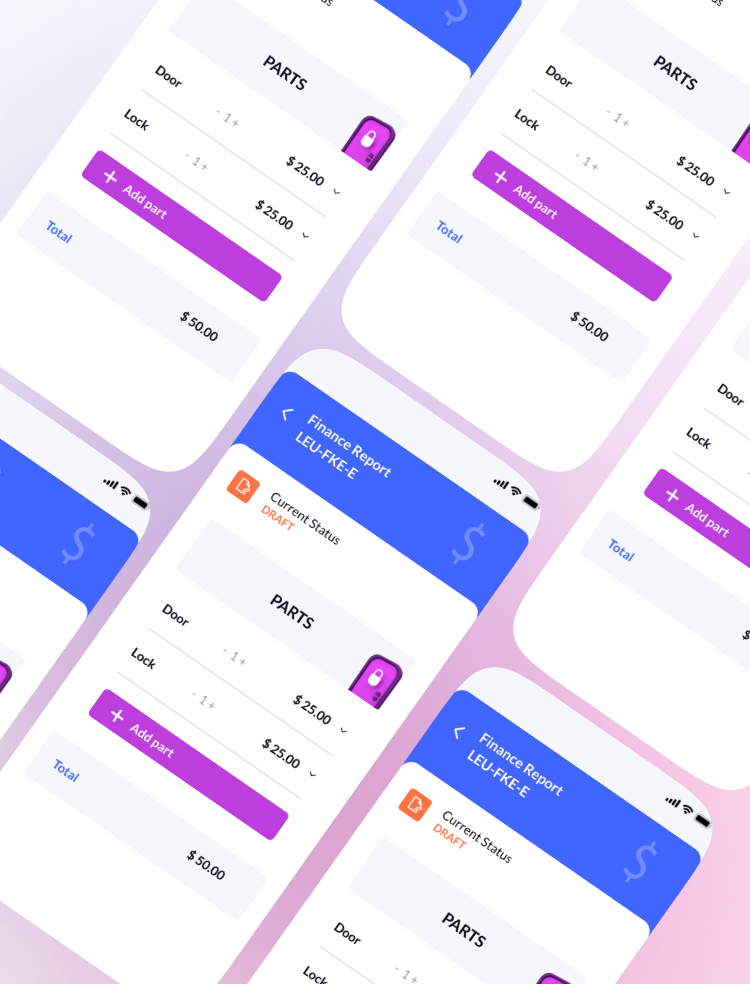 PARTS
Door
- 1 +
$ 25.00
Lock
- 1 +
$ 25.00
Add part
Total
$ 50.00
$
PARTS
Door
- 1 +
$ 25.00
Lock
- 1 +
$ 25.00
Add part
Total
$ 50.00
$
Finance Report
LEU-FKE-E
$
Current Status
DRAFT
PARTS
Door
- 1 +
$ 25.00
Lock
- 1 +
$ 25.00
Add part
Total
$ 50.00
Door
Lock
Add part
Total
$
Finance Report
LEU-FKE-E
$
Current Status
DRAFT
PARTS
Door
- 1 +
Lock